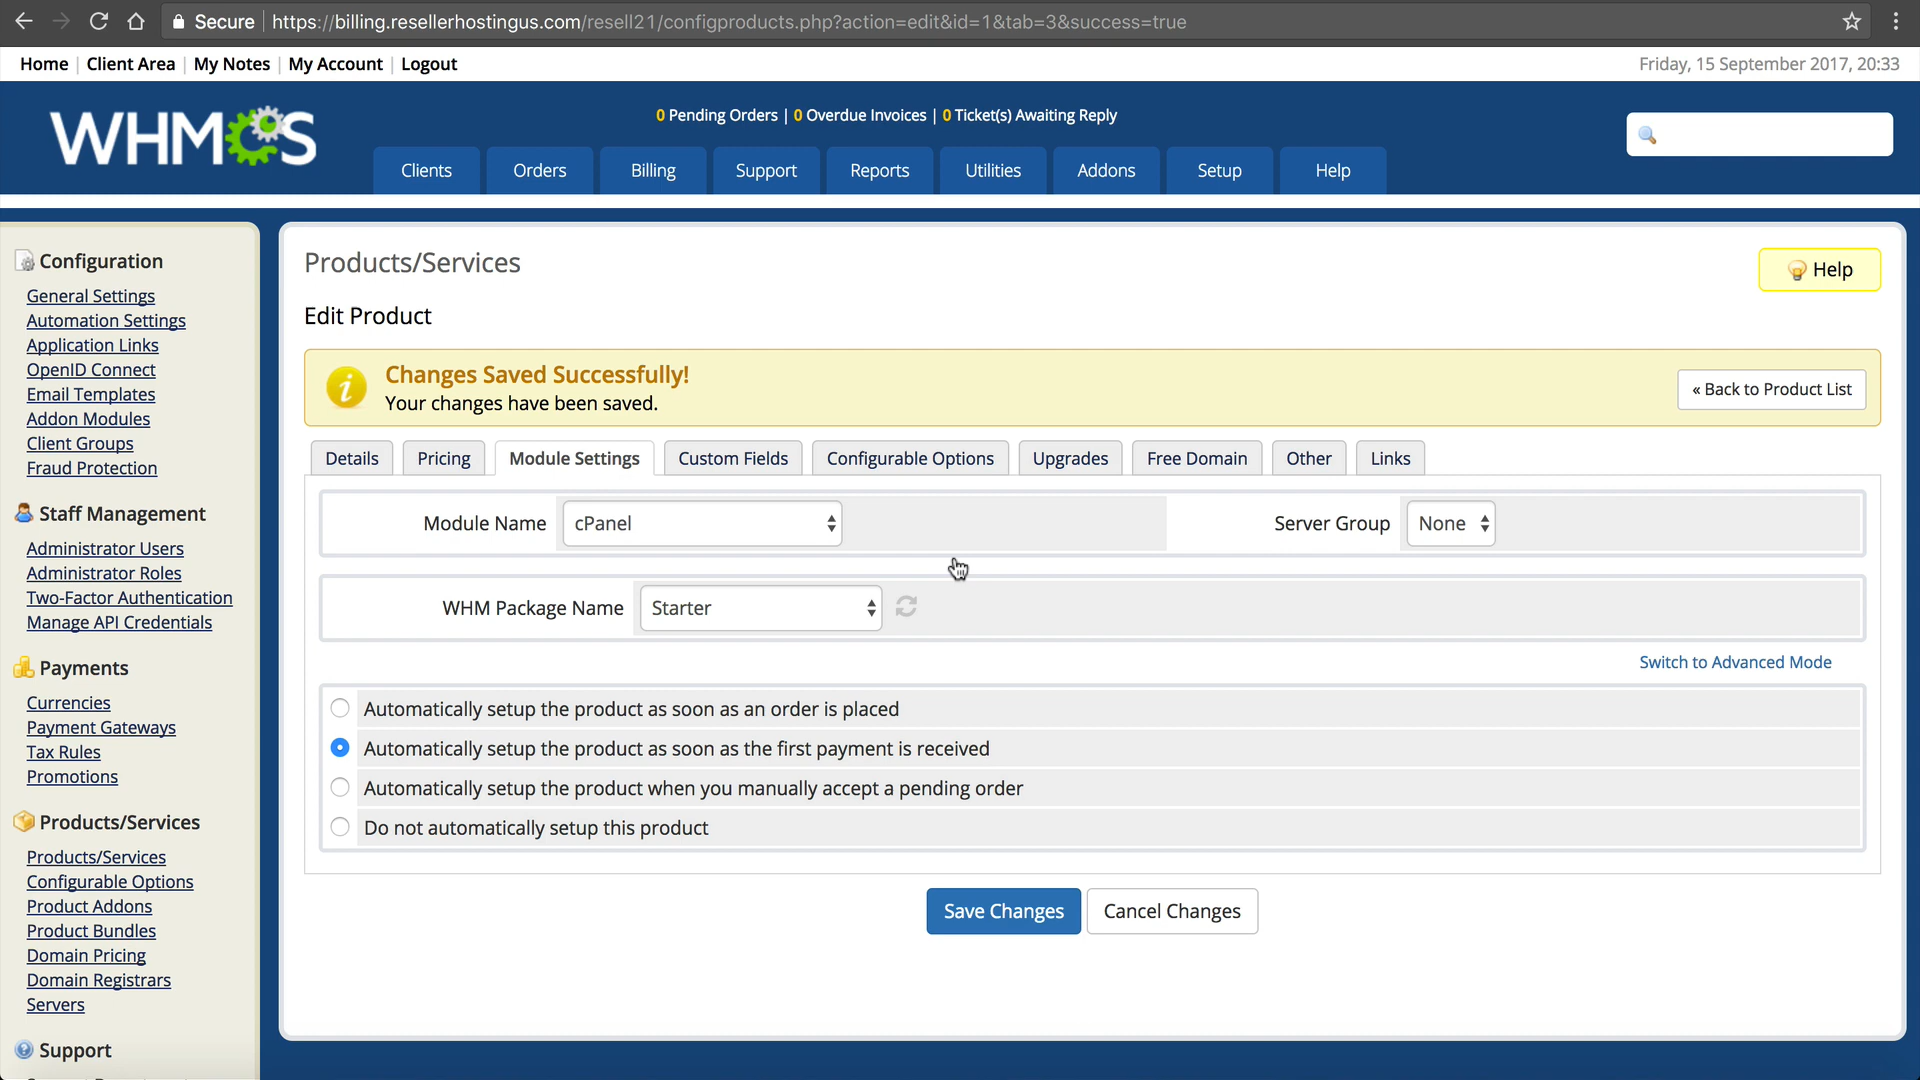 Secure https://billing.resellerhostingus.com/resell21/configproducts.php?action=edit&id=1&tab=3&success=true
Home Client Area My Notes My Account Logout
Friday, 15 September 2017, 20:33
WHMCS
0 Pending Orders | 0 Overdue Invoices | 0 Ticket(s) Awaiting Reply
Clients Orders Billing Support Reports Utilities Addons Setup Help
Configuration
General Settings
Automation Settings
Application Links
OpenID Connect
Email Templates
Addon Modules
Client Groups
Fraud Protection
Staff Management
Administrator Users
Administrator Roles
Two-Factor Authentication
Manage API Credentials
Payments
Currencies
Payment Gateways
Tax Rules
Promotions
Products/Services
Products/Services
Configurable Options
Product Addons
Product Bundles
Domain Pricing
Domain Registrars
Servers
Support
Products/Services
Help
Edit Product
Changes Saved Successfully!
Your changes have been saved.
« Back to Product List
Details Pricing Module Settings Custom Fields Configurable Options Upgrades Free Domain Other Links
Module Name cPanel Server Group None
WHM Package Name Starter
Switch to Advanced Mode
Automatically setup the product as soon as an order is placed
Automatically setup the product as soon as the first payment is received
Automatically setup the product when you manually accept a pending order
Do not automatically setup this product
Save Changes Cancel Changes